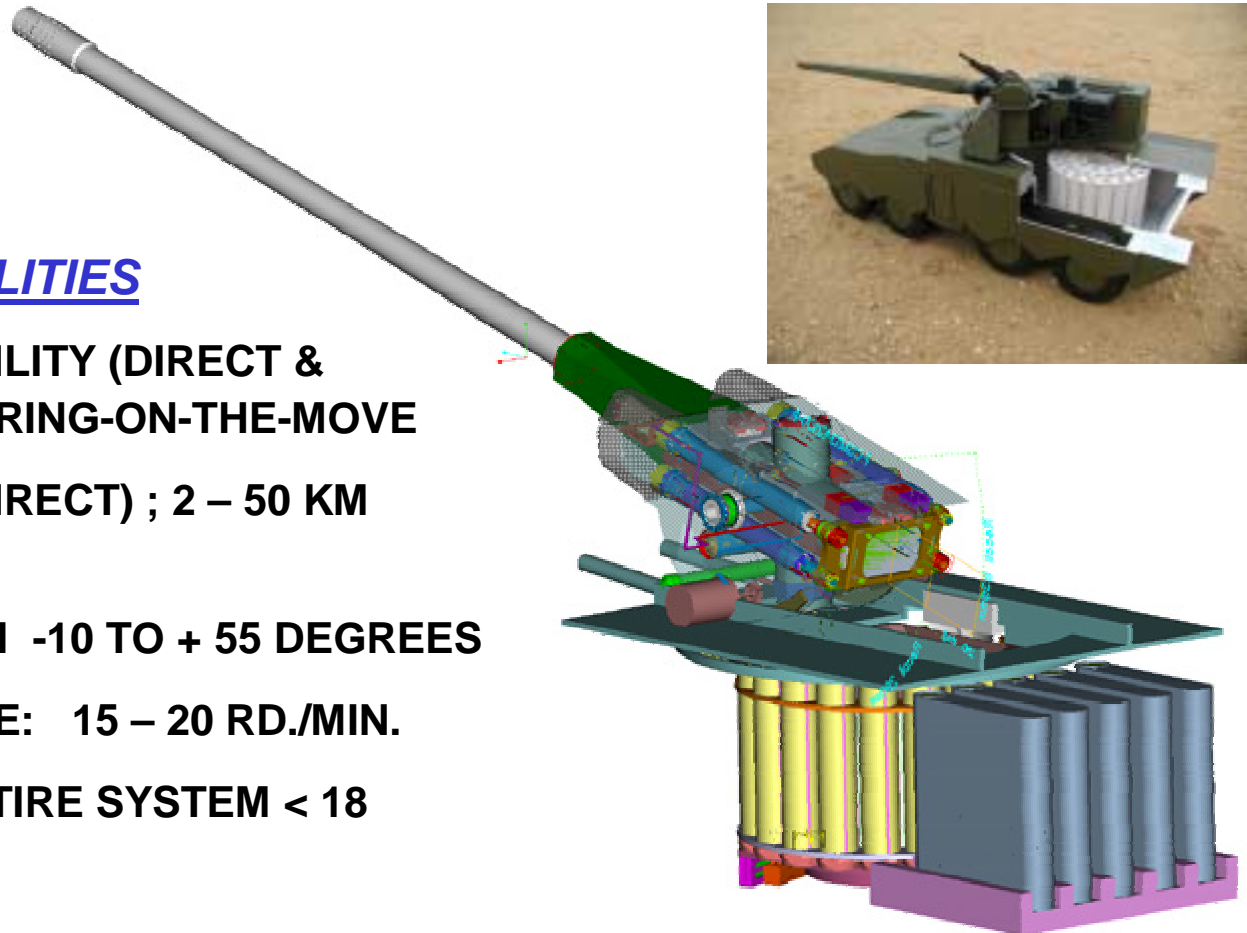 LITIES
ILITY (DIRECT &
RING-ON-THE-MOVE
IRECT) ; 2 – 50 KM
-10 TO + 55 DEGREES
E: 15 – 20 RD./MIN.
TIRE SYSTEM < 18